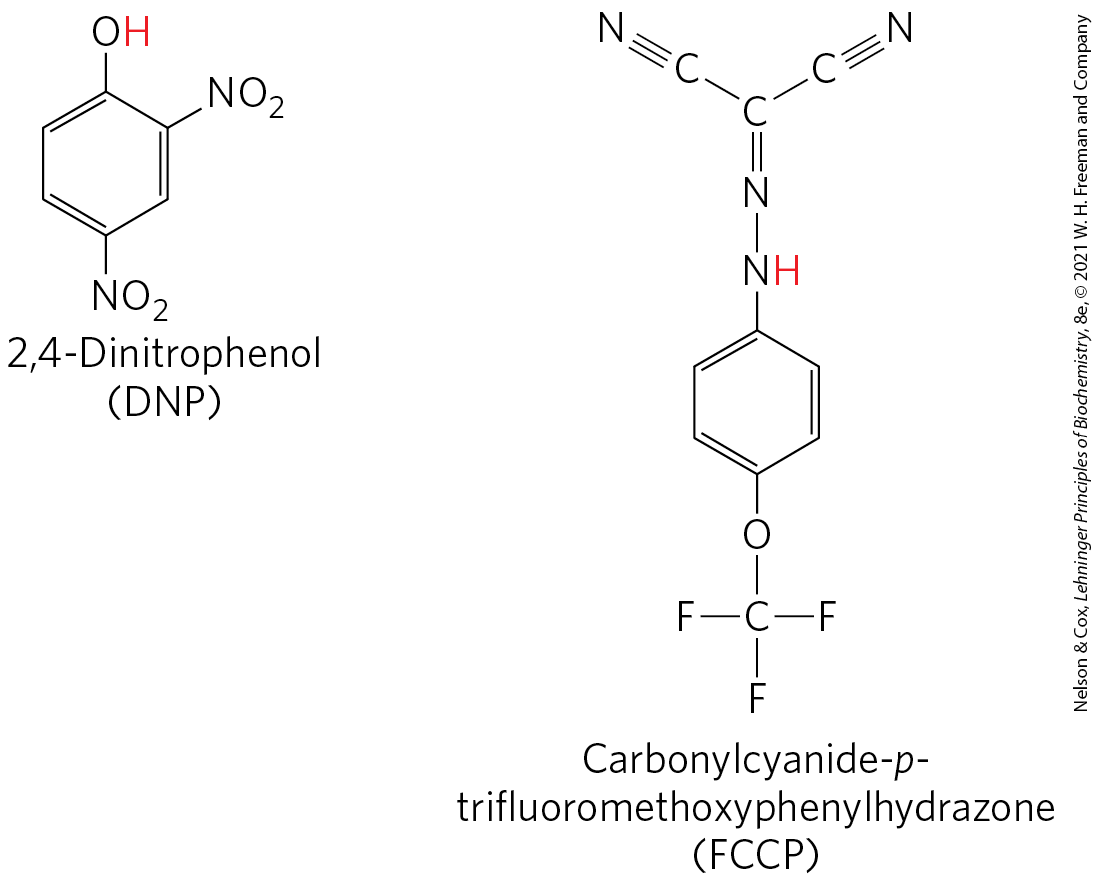 OH
NO2
NO2
2,4-Dinitrophenol
(DNP)
N
N
C
C
C
N
NH
O
F
C
F
F
Carbonylcyanide-p-
trifluoromethoxyphenylhydrazone
(FCCP)
Nelson & Cox, Lehninger Principles of Biochemistry, 8e, © 2021 W. H. Freeman and Company